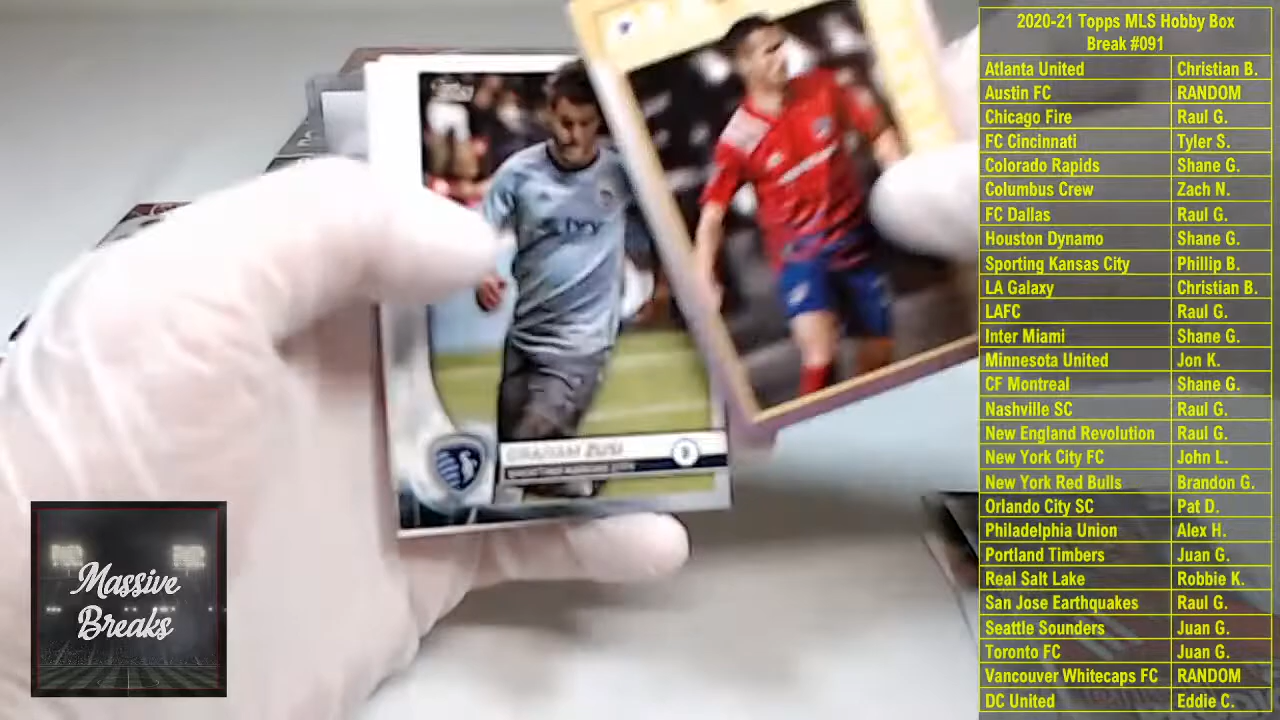 2020-21 Topps MLS Hobby Box
Break #091
Atlanta United Christian B.
Austin FC RANDOM
Chicago Fire Raul G.
FC Cincinnati Tyler S.
Colorado Rapids Shane G.
Columbus Crew Zach N.
FC Dallas Raul G.
Houston Dynamo Shane G.
Sporting Kansas City Phillip B.
LA Galaxy Christian B.
LAFC Raul G.
Inter Miami Shane G.
Minnesota United Jon K.
CF Montreal Shane G.
Nashville SC Raul G.
New England Revolution Raul G.
New York City FC John L.
New York Red Bulls Brandon G.
Orlando City SC Pat D.
Philadelphia Union Alex H.
Portland Timbers Juan G.
Real Salt Lake Robbie K.
San Jose Earthquakes Raul G.
Seattle Sounders Juan G.
Toronto FC Juan G.
Vancouver Whitecaps FC RANDOM
DC United Eddie C.
GRAHAM ZUSI
Massive
Breaks